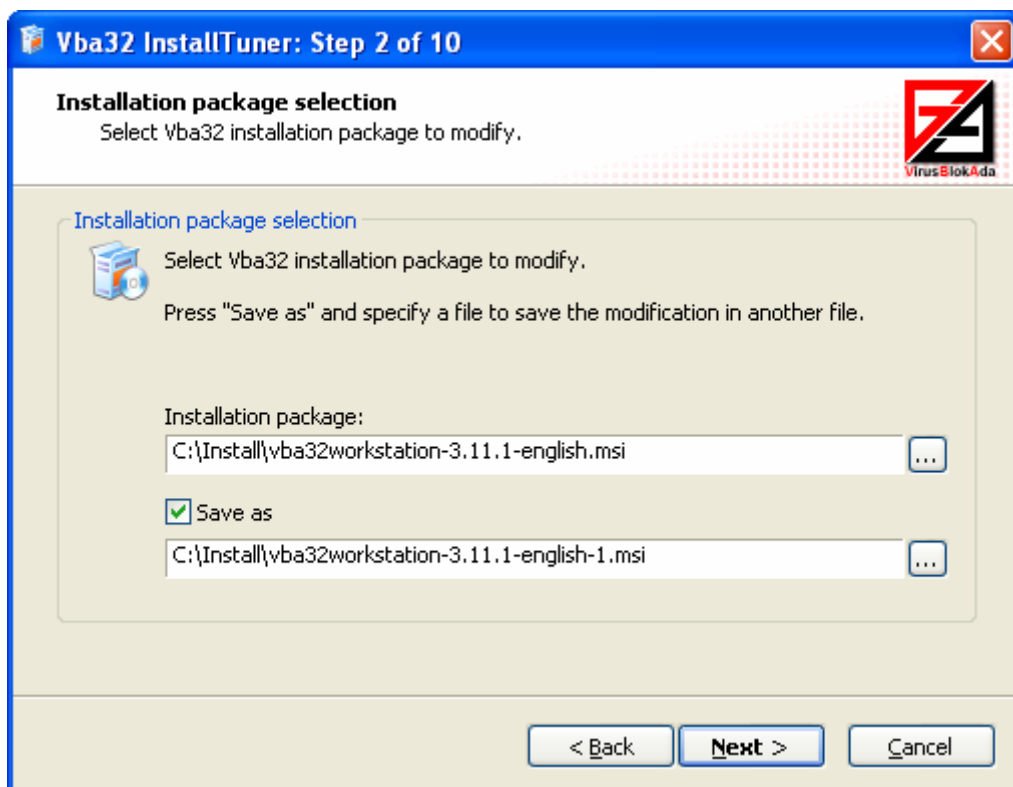 Vba32 InstallTuner: Step 2 of 10
Installation package selection
Select Vba32 installation package to modify.
VirusBlokAda
Installation package selection
Select Vba32 installation package to modify.
Press "Save as" and specify a file to save the modification in another file.
Installation package:
C:\Install\vba32workstation-3.11.1-english.msi
...
Save as
C:\Install\vba32workstation-3.11.1-english-1.msi
...
< Back
Next >
Cancel